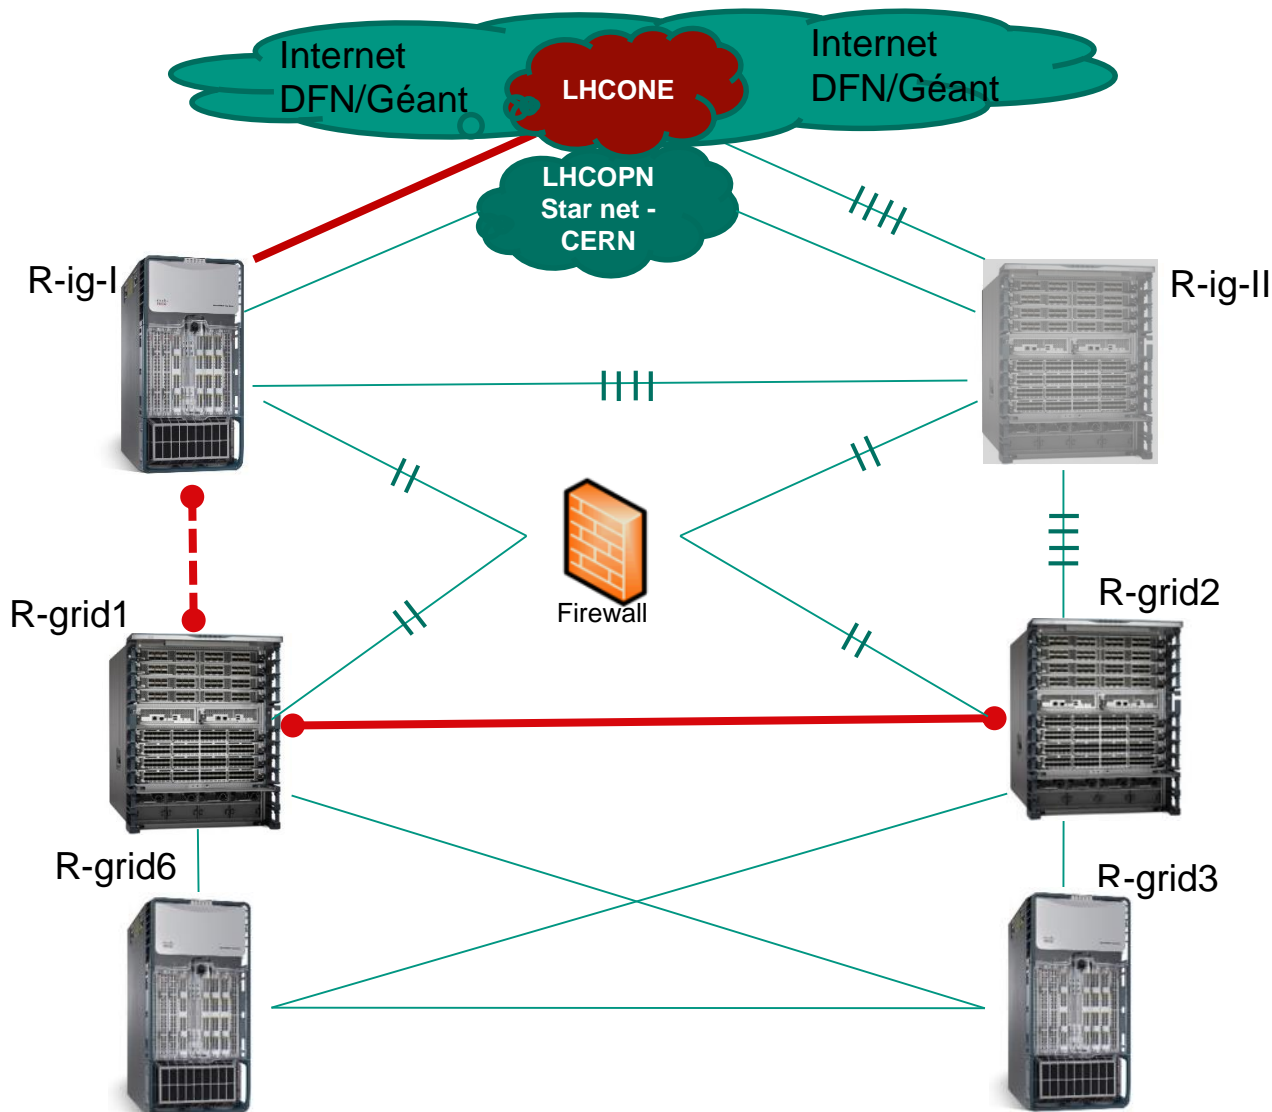 Internet
DFN/Géant
LHCONE
Internet
DFN/Géant
LHCOPN
Star net -
CERN
R-ig-I
R-ig-II
Firewall
R-grid1
R-grid2
R-grid6
R-grid3